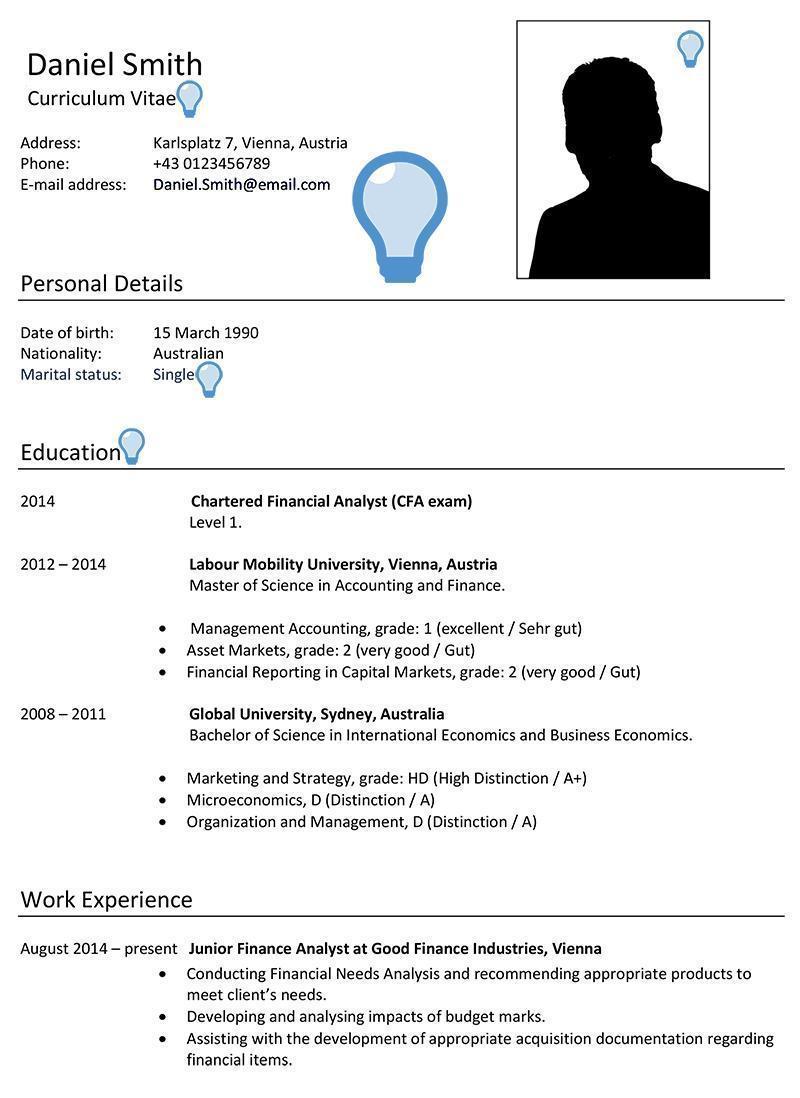 Daniel Smith
Curriculum Vitae
Address: Karlsplatz 7, Vienna, Austria
Phone: +43 0123456789
E-mail address: Daniel.Smith@email.com
Personal Details
Date of birth: 15 March 1990
Nationality: Australian
Marital status: Single
Education
2014 Chartered Financial Analyst (CFA exam)
Level 1.
2012 – 2014 Labour Mobility University, Vienna, Austria
Master of Science in Accounting and Finance.
• Management Accounting, grade: 1 (excellent / Sehr gut)
• Asset Markets, grade: 2 (very good / Gut)
• Financial Reporting in Capital Markets, grade: 2 (very good / Gut)
2008 – 2011 Global University, Sydney, Australia
Bachelor of Science in International Economics and Business Economics.
• Marketing and Strategy, grade: HD (High Distinction / A+)
• Microeconomics, D (Distinction / A)
• Organization and Management, D (Distinction / A)
Work Experience
August 2014 – present Junior Finance Analyst at Good Finance Industries, Vienna
• Conducting Financial Needs Analysis and recommending appropriate products to
meet client’s needs.
• Developing and analysing impacts of budget marks.
• Assisting with the development of appropriate acquisition documentation regarding
financial items.